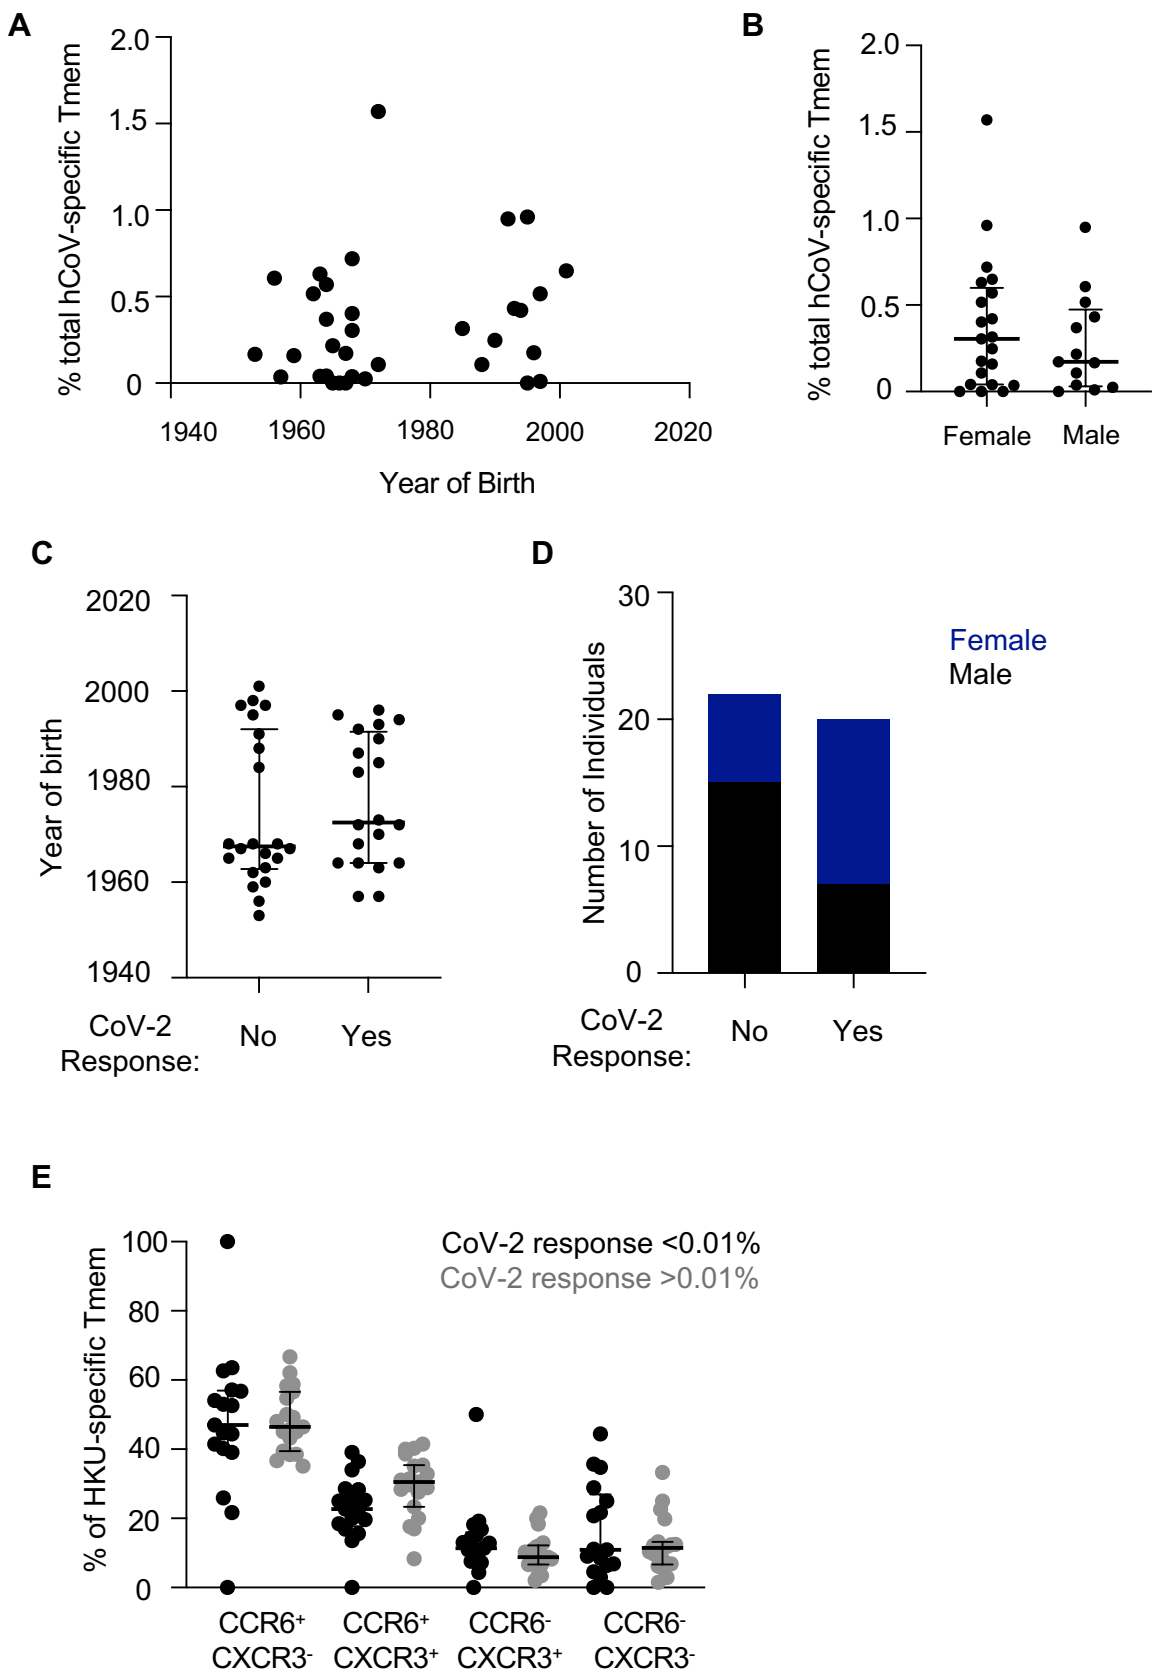 A
% total hCoV-specific Tmem
2.0
1.5
1.0
0.5
0
1940 1960 1980 2000 2020
Year of Birth
B
% total hCoV-specific Tmem
2.0
1.5
1.0
0.5
0
Female Male
C
Year of birth
2020
2000
1980
1960
1940
CoV-2
Response:
No Yes
D
Number of Individuals
30
20
10
0
Female
Male
CoV-2
Response:
No Yes
E
% of HKU-specific Tmem
100
80
60
40
20
0
CoV-2 response <0.01%
CoV-2 response >0.01%
CCR6⁺ CCR6⁺ CCR6⁻ CCR6⁻
CXCR3⁻ CXCR3⁺ CXCR3⁺ CXCR3⁻